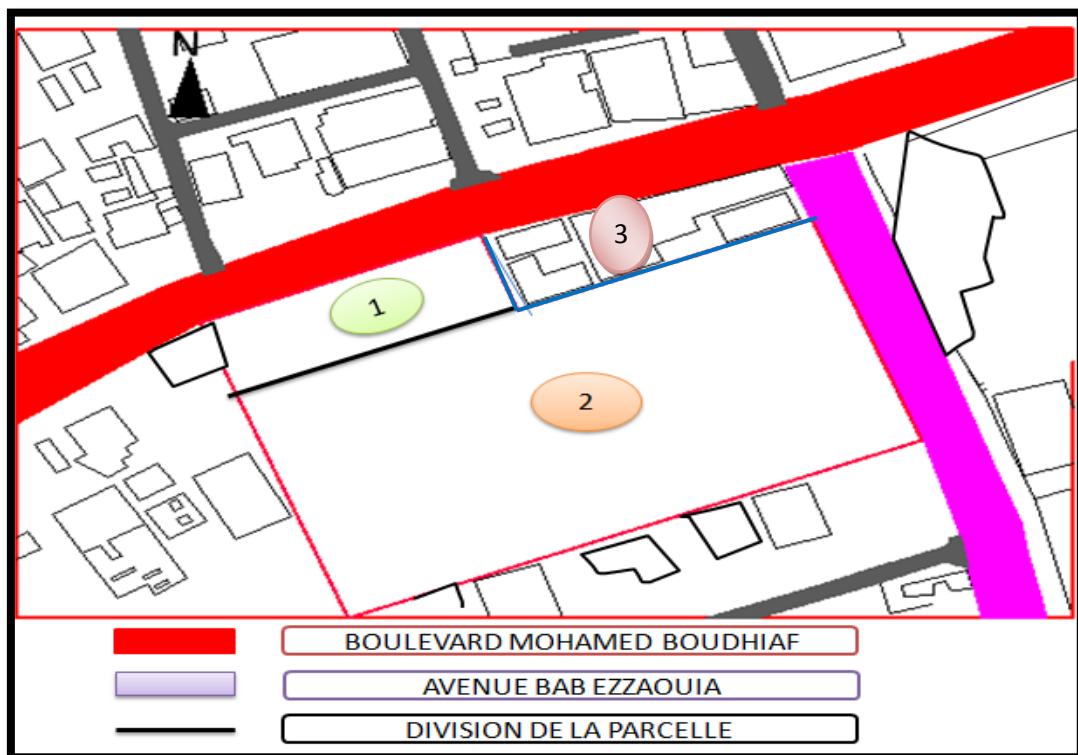 N
3
1
2
BOULEVARD MOHAMED BOUDHIAF
AVENUE BAB EZZAOUIA
DIVISION DE LA PARCELLE